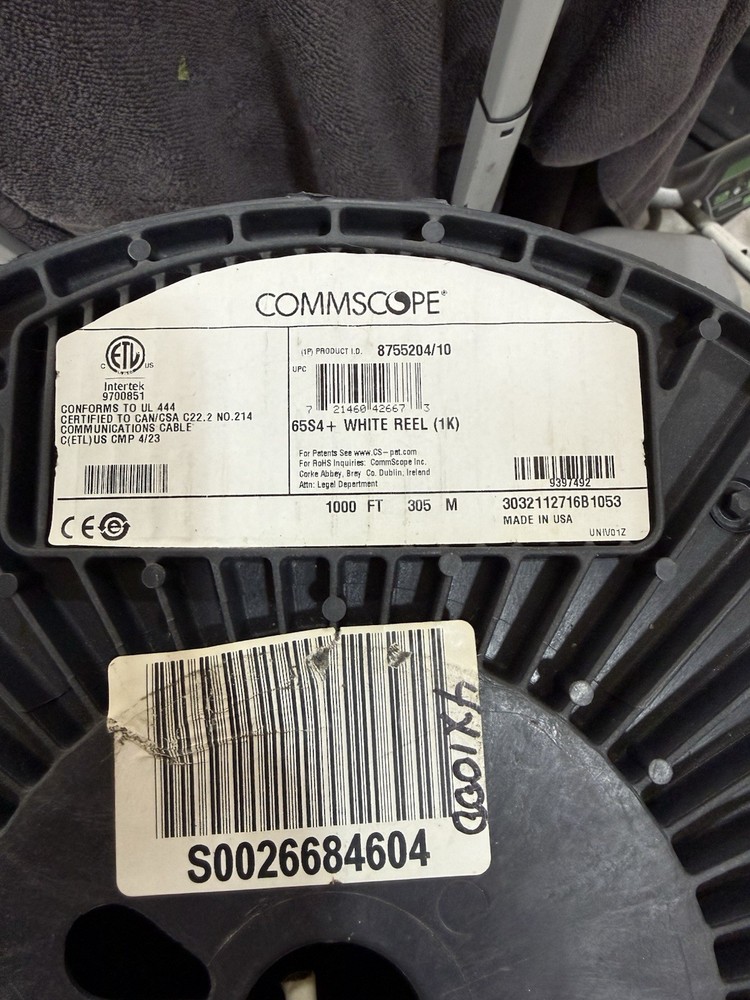 COMMSCOPE®
C ETL US
Intertek
9700851
CONFORMS TO UL 444
CERTIFIED TO CAN/CSA C22.2 NO.214
COMMUNICATIONS CABLE
C(ETL)US CMP 4/23
(1P) PRODUCT I.D. 8755204/10
UPC
7 21460 42667 3
65S4+ WHITE REEL (1K)
For Patents See www.CS-pat.com
For RoHS Inquiries: CommScope Inc.
Corke Abbey, Bray Co. Dublin, Ireland
Attn: Legal Department
9397492
CE e
1000 FT 305 M
3032112716B1053
MADE IN USA
UNIV01Z
S0026684604